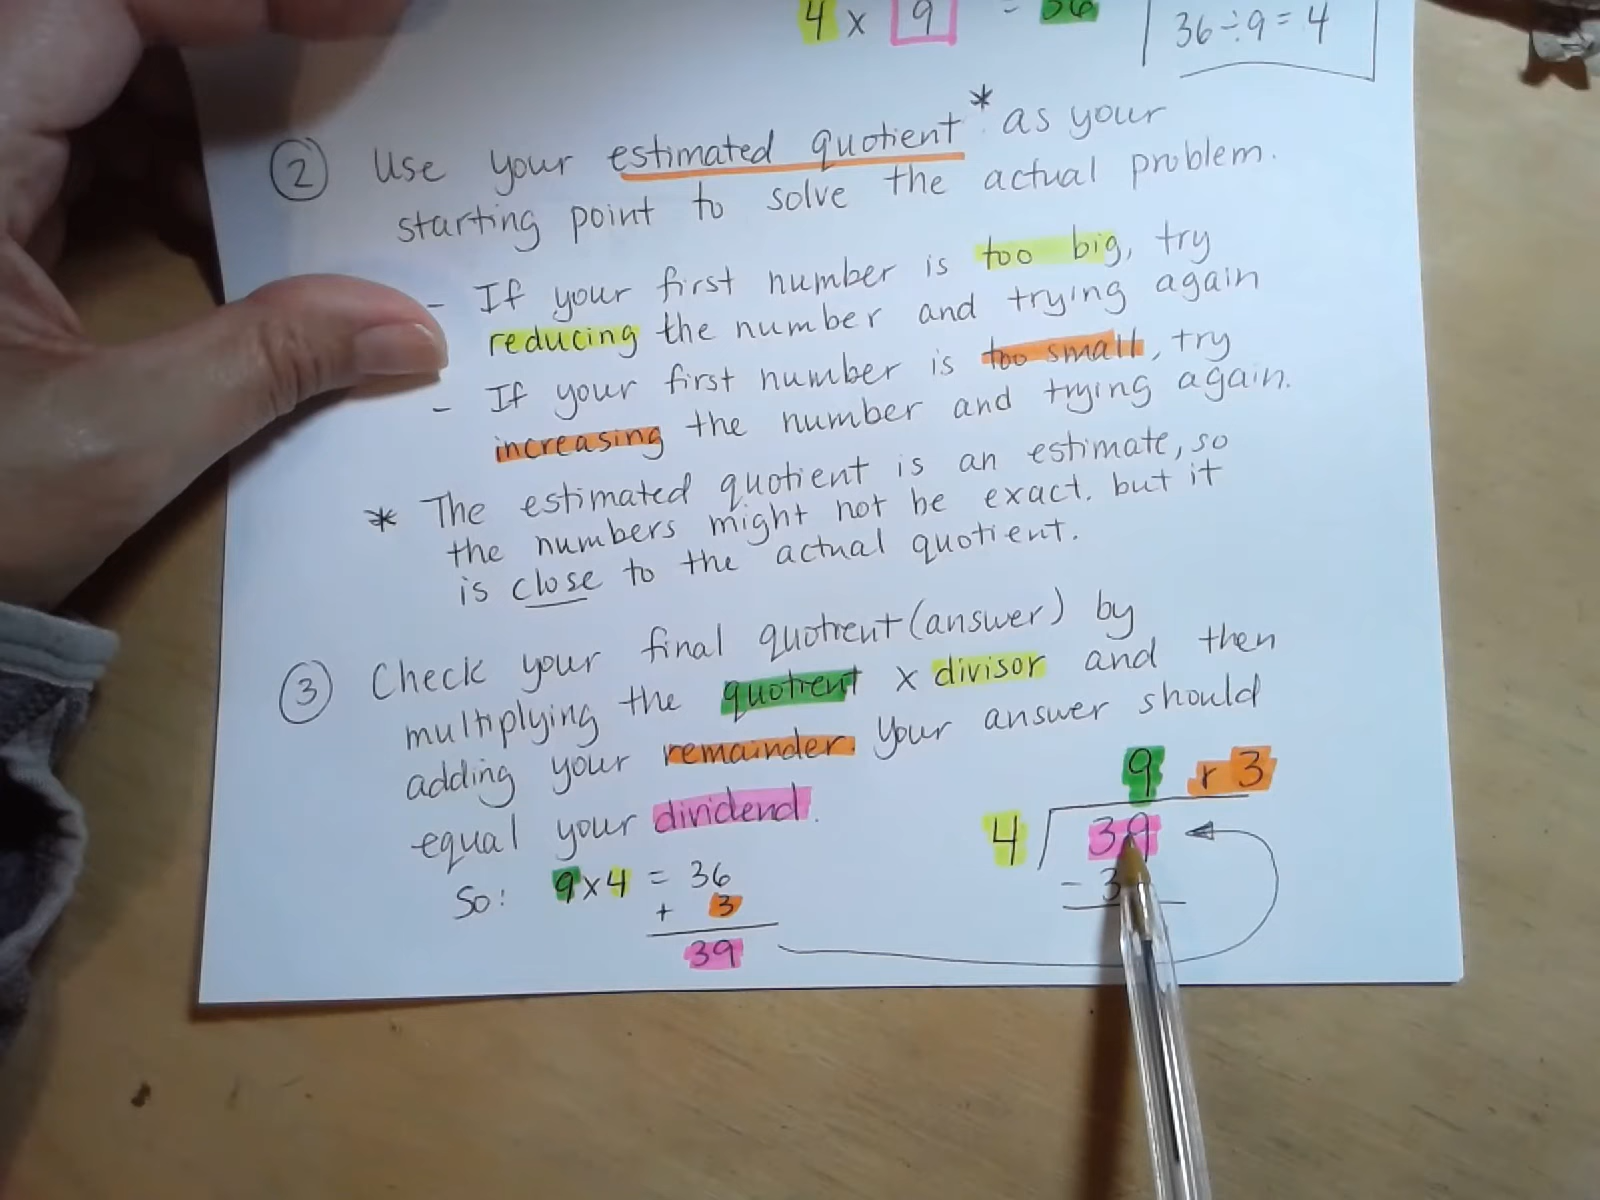 4 x 9 = 36
36÷9=4
② Use your estimated quotient * as your
starting point to solve the actual problem.
- If your first number is too big, try
reducing the number and trying again
- If your first number is too small, try
increasing the number and trying again.
* The estimated quotient is an estimate, so
the numbers might not be exact. but it
is close to the actual quotient.
③ Check your final quotient (answer) by
multiplying the quotient x divisor and then
adding your remainder. Your answer should
equal your dividend.
9 r 3
4 39
- 3
So: 9x4 = 36
+ 3
39